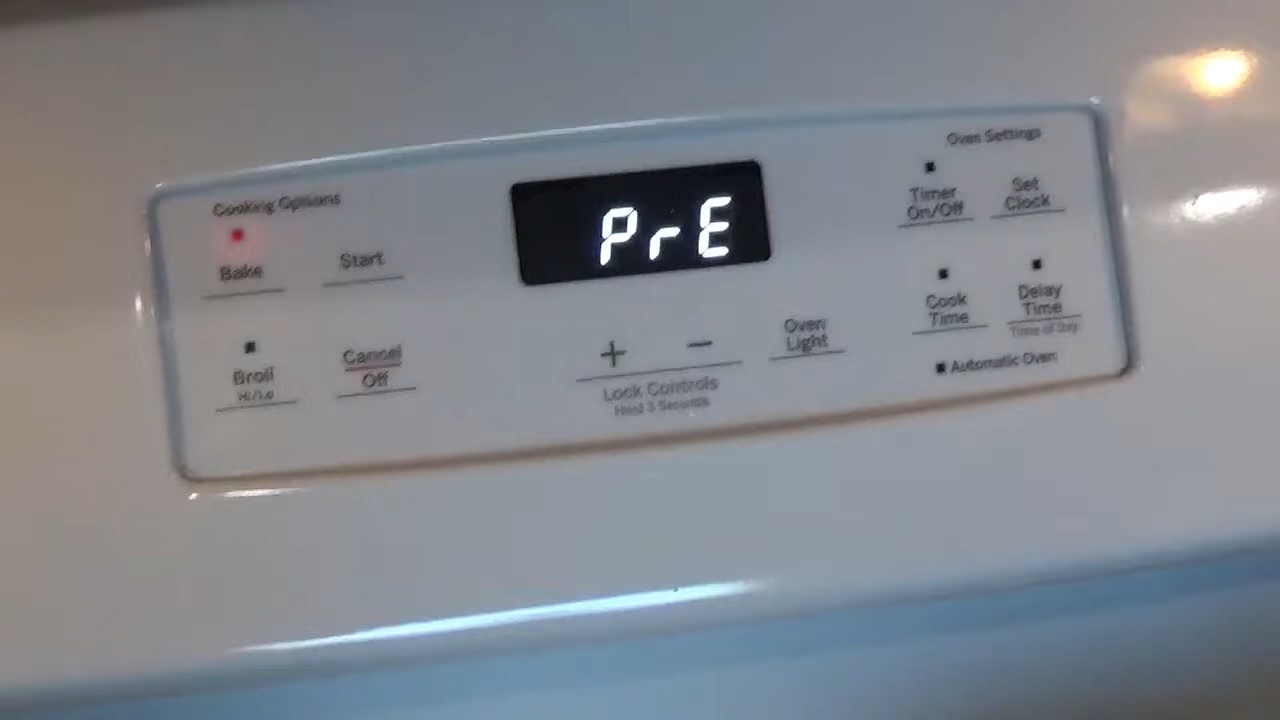 Cooking Options
Bake
Start
Broil
Hi/Lo
Cancel
Off
PrE
+ −
Lock Controls
Hold 3 Seconds
Oven
Light
Oven Settings
Timer
On/Off
Set
Clock
Cook
Time
Delay
Time
Time of Day
Automatic Oven